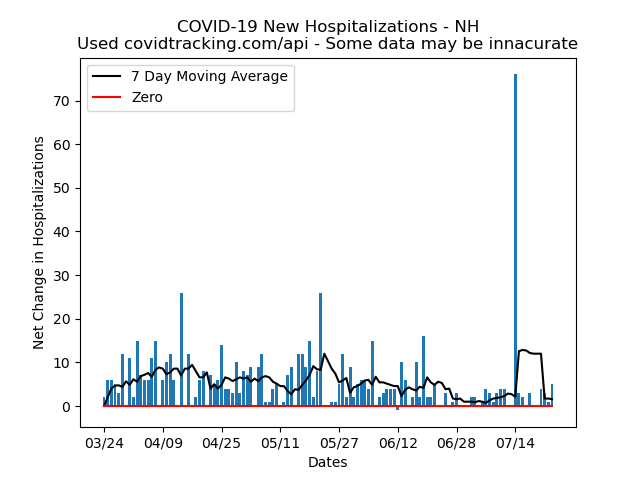 COVID-19 New Hospitalizations - NH
Used covidtracking.com/api - Some data may be innacurate
7 Day Moving Average
Zero
Net Change in Hospitalizations
70
60
50
40
30
20
10
0
03/24 04/09 04/25 05/11 05/27 06/12 06/28 07/14
Dates